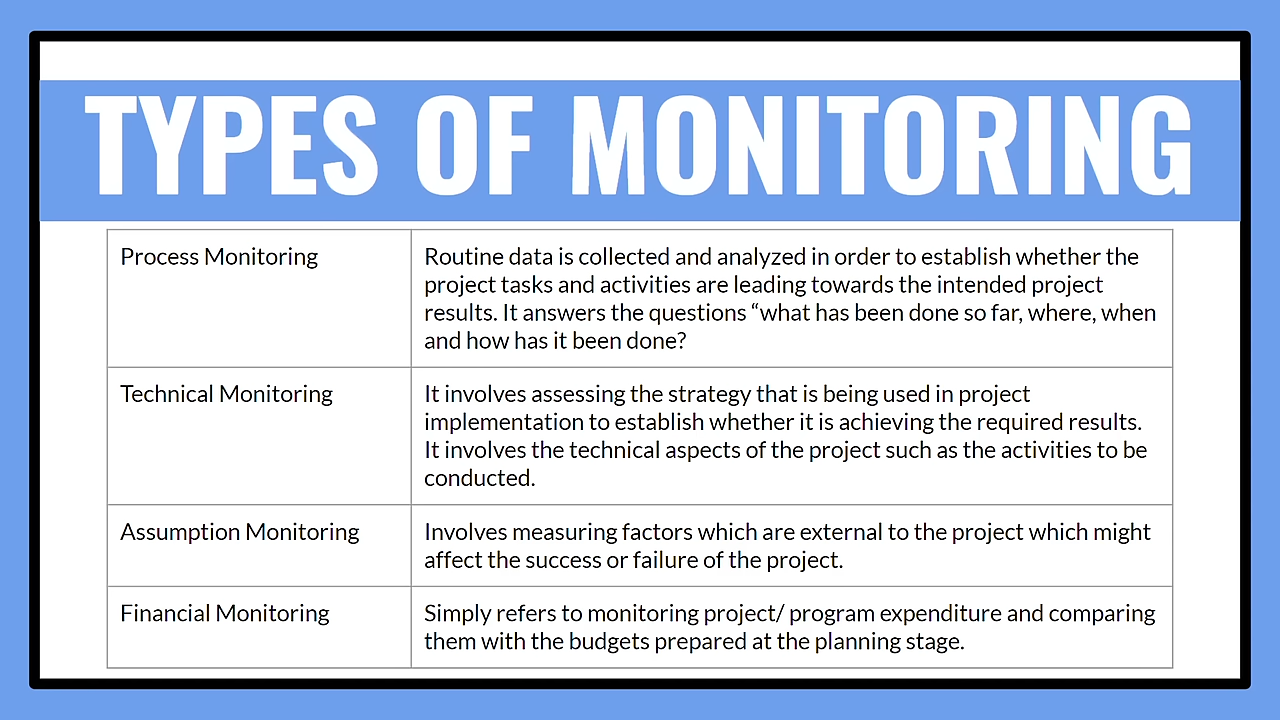 TYPES OF MONITORING
Process Monitoring
Routine data is collected and analyzed in order to establish whether the
project tasks and activities are leading towards the intended project
results. It answers the questions “what has been done so far, where, when
and how has it been done?
Technical Monitoring
It involves assessing the strategy that is being used in project
implementation to establish whether it is achieving the required results.
It involves the technical aspects of the project such as the activities to be
conducted.
Assumption Monitoring
Involves measuring factors which are external to the project which might
affect the success or failure of the project.
Financial Monitoring
Simply refers to monitoring project/ program expenditure and comparing
them with the budgets prepared at the planning stage.